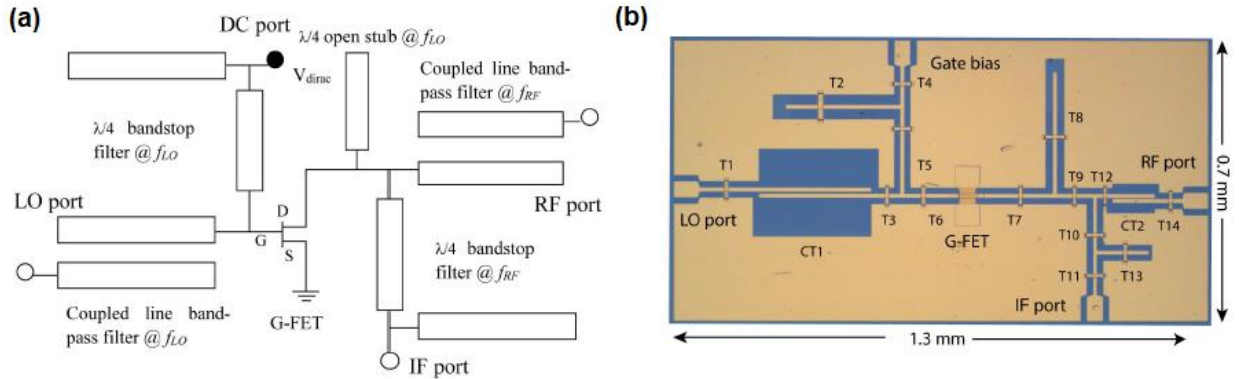 (a)
DC port
λ/4 open stub @ fLO
Vdirac
Coupled line band-
pass filter @ fRF
λ/4 bandstop
filter @ fLO
LO port
D
G
S
RF port
λ/4 bandstop
filter @ fRF
Coupled line band-
pass filter @ fLO
G-FET
IF port
(b)
Gate bias
T2
T4
T8
T1
T5
RF port
T9
T12
LO port
T3
T6
G-FET
T7
CT2
T14
CT1
T10
T11
T13
IF port
0.7 mm
1.3 mm